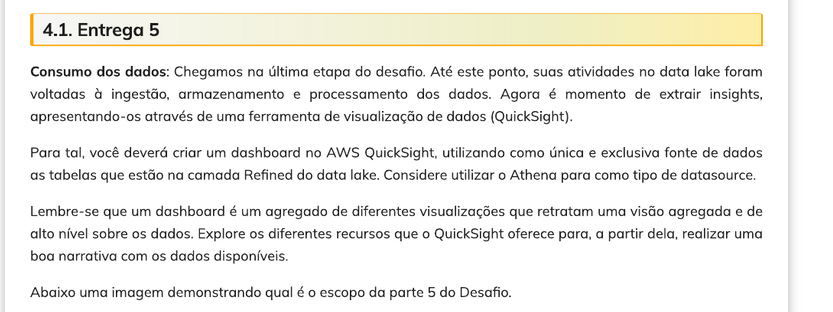 4.1. Entrega 5
Consumo dos dados: Chegamos na última etapa do desafio. Até este ponto, suas atividades no data lake foram
voltadas à ingestão, armazenamento e processamento dos dados. Agora é momento de extrair insights,
apresentando-os através de uma ferramenta de visualização de dados (QuickSight).
Para tal, você deverá criar um dashboard no AWS QuickSight, utilizando como única e exclusiva fonte de dados
as tabelas que estão na camada Refined do data lake. Considere utilizar o Athena para como tipo de datasource.
Lembre-se que um dashboard é um agregado de diferentes visualizações que retratam uma visão agregada e de
alto nível sobre os dados. Explore os diferentes recursos que o QuickSight oferece para, a partir dela, realizar uma
boa narrativa com os dados disponíveis.
Abaixo uma imagem demonstrando qual é o escopo da parte 5 do Desafio.